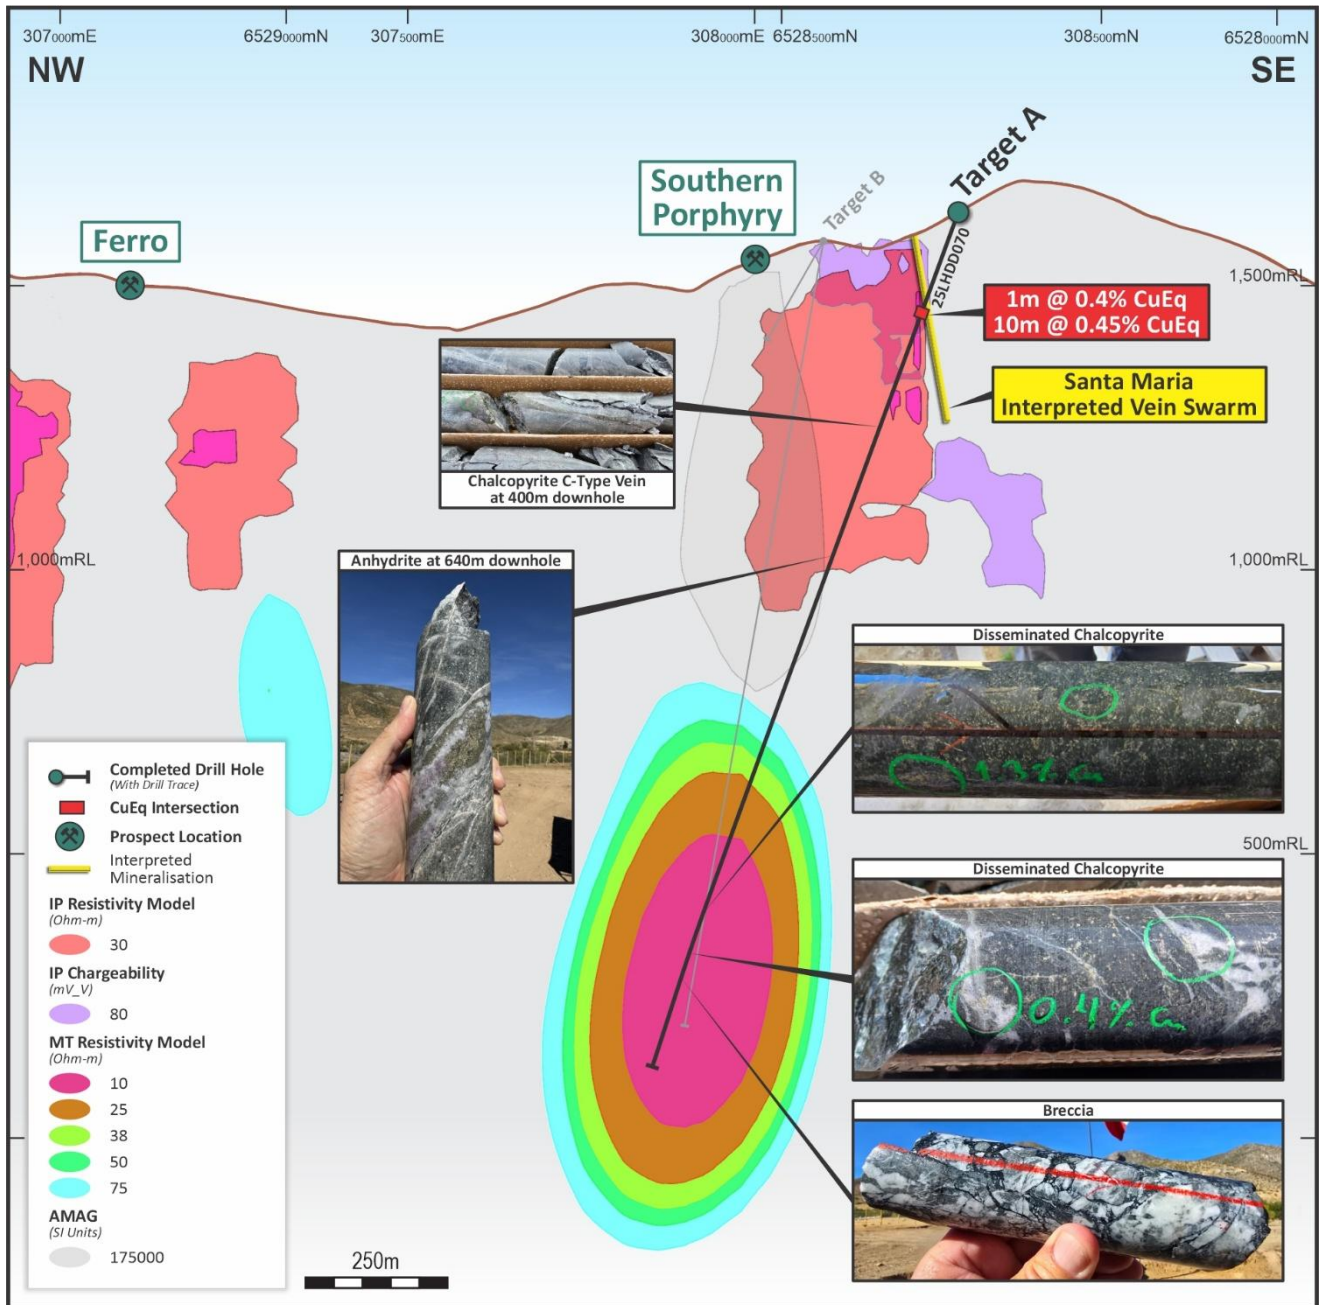 307000mE
6529000mN
307500mE
308000mE
6528500mN
308500mN
6528000mN
NW
SE
Target A
Target B
Southern
Porphyry
Ferro
25LHDD070
1,500mRL
1m @ 0.4% CuEq
10m @ 0.45% CuEq
Santa Maria
Interpreted Vein Swarm
Chalcopyrite C-Type Vein
at 400m downhole
1,000mRL
1,000mRL
Anhydrite at 640m downhole
Disseminated Chalcopyrite
1.3% Cu
500mRL
Disseminated Chalcopyrite
0.4% Cu
Breccia
Completed Drill Hole
(With Drill Trace)
CuEq Intersection
Prospect Location
Interpreted
Mineralisation
IP Resistivity Model
(Ohm-m)
30
IP Chargeability
(mV_V)
80
MT Resistivity Model
(Ohm-m)
10
25
38
50
75
AMAG
(SI Units)
175000
250m